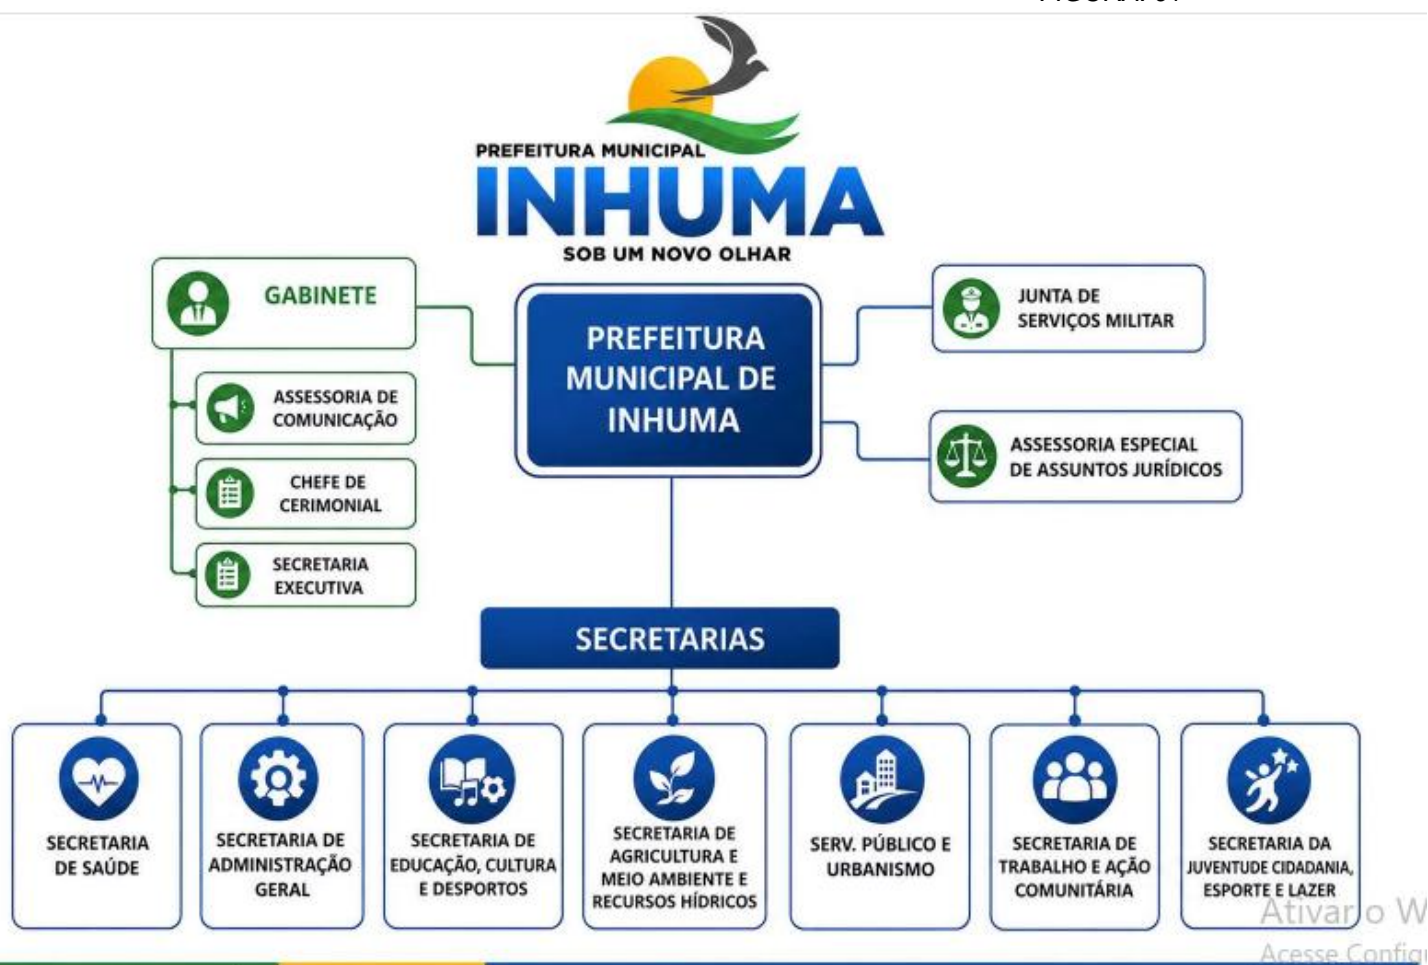 PREFEITURA MUNICIPAL
INHUMA
SOB UM NOVO OLHAR
GABINETE
ASSESSORIA DE
COMUNICAÇÃO
CHEFE DE
CERIMONIAL
SECRETARIA
EXECUTIVA
PREFEITURA
MUNICIPAL DE
INHUMA
JUNTA DE
SERVIÇOS MILITAR
ASSESSORIA ESPECIAL
DE ASSUNTOS JURÍDICOS
SECRETARIAS
SECRETARIA
DE SAÚDE
SECRETARIA DE
ADMINISTRAÇÃO
GERAL
SECRETARIA DE
EDUCAÇÃO, CULTURA
E DESPORTOS
SECRETARIA DE
AGRICULTURA E
MEIO AMBIENTE E
RECURSOS HÍDRICOS
SERV. PÚBLICO E
URBANISMO
SECRETARIA DE
TRABALHO E AÇÃO
COMUNITÁRIA
SECRETARIA DA
JUVENTUDE CIDADANIA,
ESPORTE E LAZER
Ativar o W
Acesse Config